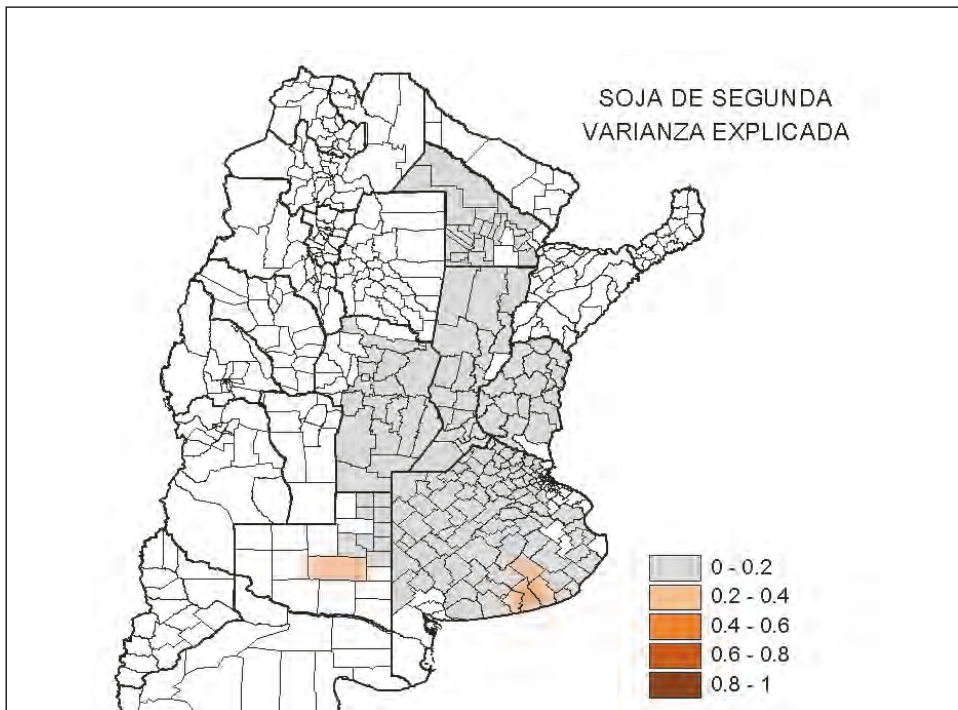 SOJA DE SEGUNDA
VARIANZA EXPLICADA
0 - 0.2
0.2 - 0.4
0.4 - 0.6
0.6 - 0.8
0.8 - 1